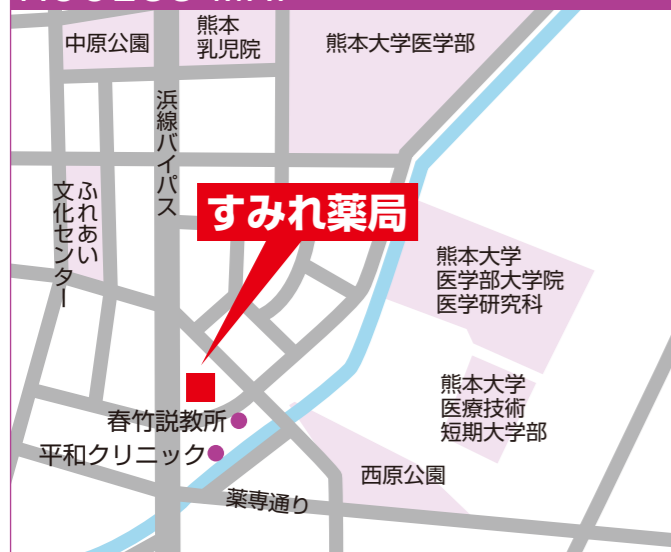 ACCESS MAP
中原公園
熊本
乳児院
熊本大学医学部
浜線バイパス
ふれあい
文化センター
すみれ薬局
熊本大学
医学部大学院
医学研究科
熊本大学
医療技術
短期大学部
春竹説教所
平和クリニック
西原公園
薬専通り